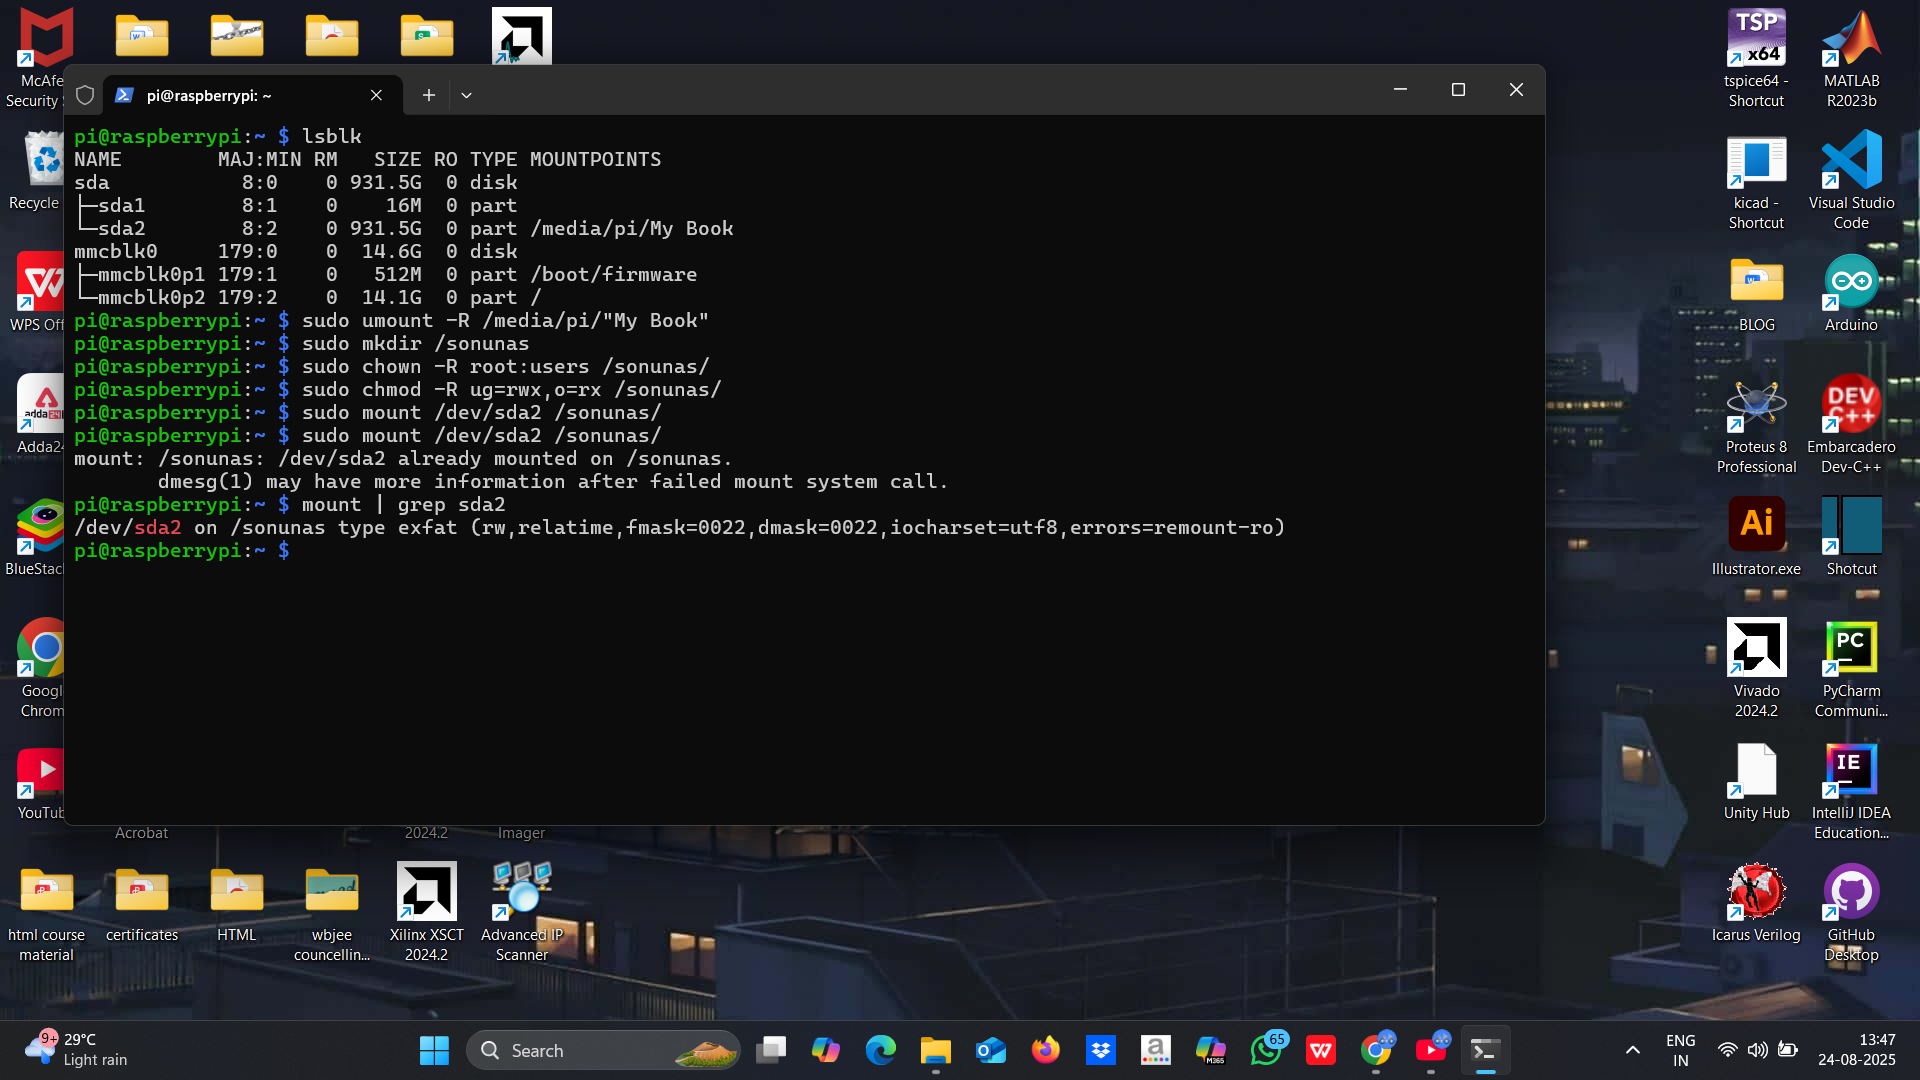 pi@raspberrypi: ~
pi@raspberrypi:~ $ lsblk
NAME        MAJ:MIN RM   SIZE RO TYPE MOUNTPOINTS
sda           8:0    0 931.5G  0 disk
├─sda1        8:1    0    16M  0 part
└─sda2        8:2    0 931.5G  0 part /media/pi/My Book
mmcblk0     179:0    0  14.6G  0 disk
├─mmcblk0p1 179:1    0   512M  0 part /boot/firmware
└─mmcblk0p2 179:2    0  14.1G  0 part /
pi@raspberrypi:~ $ sudo umount -R /media/pi/"My Book"
pi@raspberrypi:~ $ sudo mkdir /sonunas
pi@raspberrypi:~ $ sudo chown -R root:users /sonunas/
pi@raspberrypi:~ $ sudo chmod -R ug=rwx,o=rx /sonunas/
pi@raspberrypi:~ $ sudo mount /dev/sda2 /sonunas/
pi@raspberrypi:~ $ sudo mount /dev/sda2 /sonunas/
mount: /sonunas: /dev/sda2 already mounted on /sonunas.
       dmesg(1) may have more information after failed mount system call.
pi@raspberrypi:~ $ mount | grep sda2
/dev/sda2 on /sonunas type exfat (rw,relatime,fmask=0022,dmask=0022,iocharset=utf8,errors=remount-ro)
pi@raspberrypi:~ $
McAfe
Security
Recycle
WPS Off
adda24
Adda24
BlueStac
Googl
Chrom
YouTub
Acrobat
2024.2
Imager
html course
material
certificates
HTML
wbjee
councellin...
Xilinx XSCT
2024.2
Advanced IP
Scanner
TSP
x64
tspice64 -
Shortcut
MATLAB
R2023b
kicad -
Shortcut
Visual Studio
Code
BLOG
Arduino
Proteus 8
Professional
DEV
C++
Embarcadero
Dev-C++
Ai
Illustrator.exe
Shotcut
Vivado
2024.2
PC
PyCharm
Communi...
Unity Hub
IE
IntelliJ IDEA
Education...
Icarus Verilog
GitHub
Desktop
9+
29°C
Light rain
Search
M365
65
ENG
IN
13:47
24-08-2025